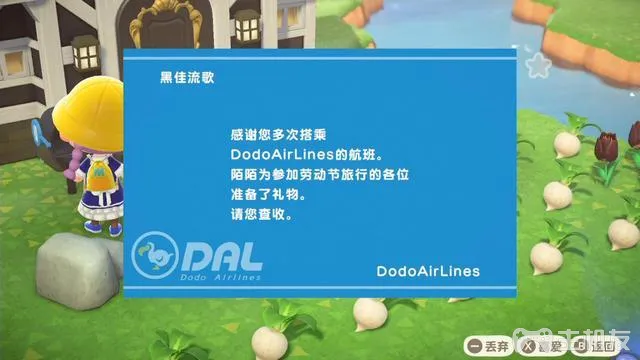 黑佳流歌
感谢您多次搭乘
DodoAirLines的航班。
陌陌为参加劳动节旅行的各位
准备了礼物。
请您查收。
DAL
Dodo Airlines
DodoAirLines
丢弃 X 喜爱 B 返回
主机友